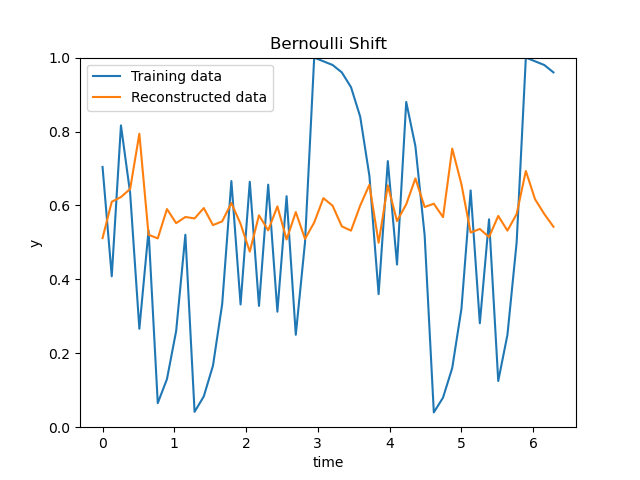 Bernoulli Shift
Training data
Reconstructed data
1.0
0.8
0.6
0.4
0.2
0.0
y
0 1 2 3 4 5 6
time